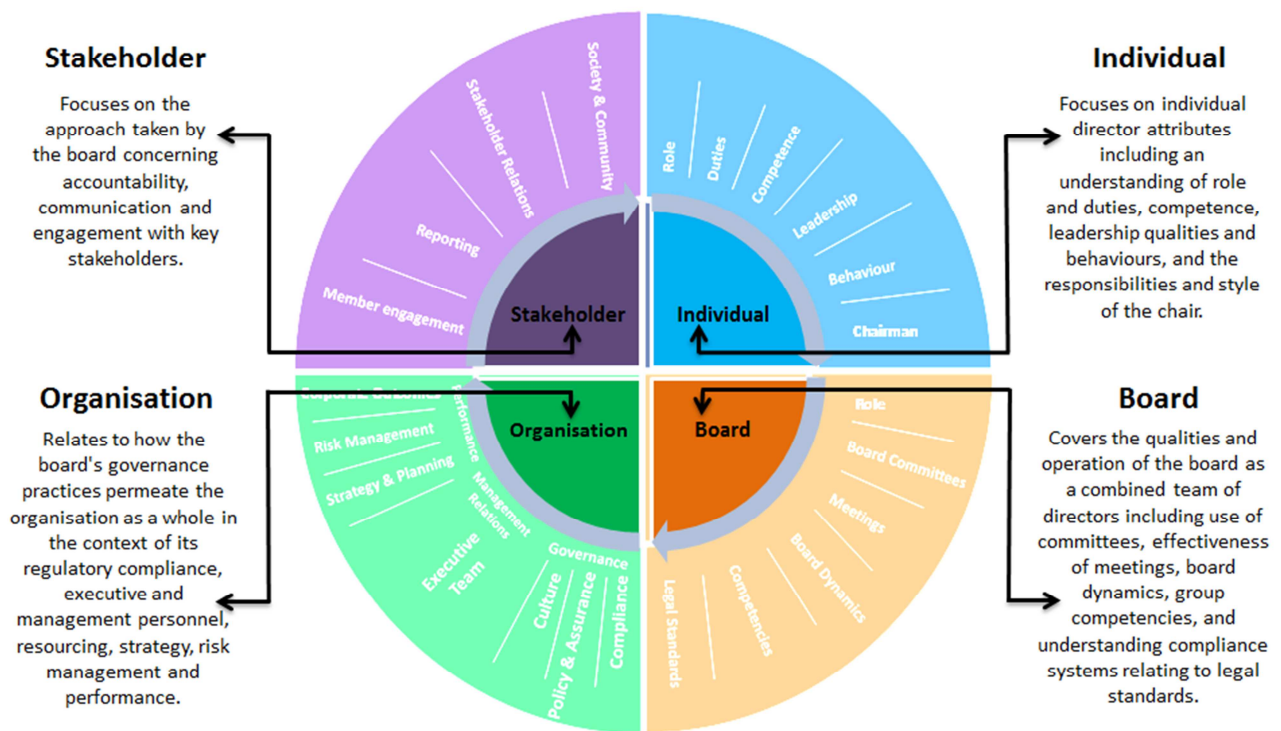 Stakeholder
Focuses on the
approach taken by
the board concerning
accountability,
communication and
engagement with key
stakeholders.
Individual
Focuses on individual
director attributes
including an
understanding of role
and duties, competence,
leadership qualities and
behaviours, and the
responsibilities and style
of the chair.
Organisation
Relates to how the
board's governance
practices permeate the
organisation as a whole in
the context of its
regulatory compliance,
executive and
management personnel,
resourcing, strategy, risk
management and
performance.
Board
Covers the qualities and
operation of the board as
a combined team of
directors including use of
committees, effectiveness
of meetings, board
dynamics, group
competencies, and
understanding compliance
systems relating to legal
standards.
Member engagement
Reporting
Stakeholder Relations
Society & Community
Role
Duties
Competence
Leadership
Behaviour
Chairman
Stakeholder
Individual
Organisation
Board
Role
Board Committees
Meetings
Board Dynamics
Competencies
Legal Standards
Corporate Outcomes
Risk Management
Strategy & Planning
Performance
Management
Relations
Executive
Team
Governance
Culture
Policy & Assurance
Compliance